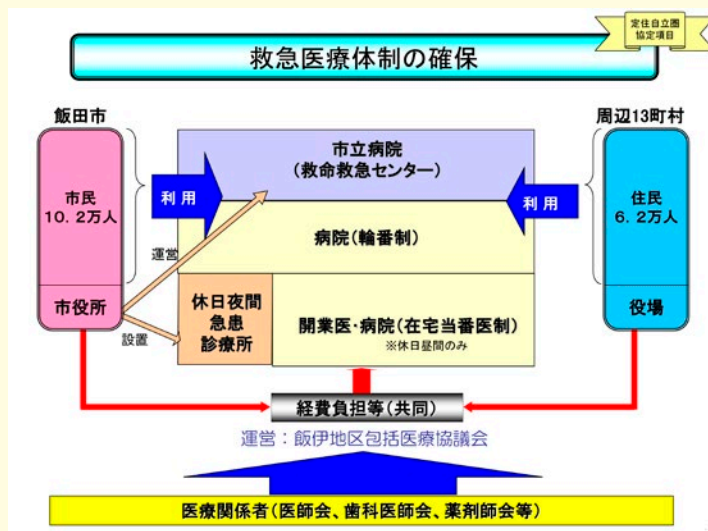 定住自立圏
協定項目
救急医療体制の確保
飯田市
周辺13町村
市民
10.2万人
市役所
利用
運営
設置
市立病院
(救命救急センター)
病院(輪番制)
休日夜間
急患
診療所
開業医・病院(在宅当番医制)
※休日昼間のみ
利用
住民
6.2万人
役場
経費負担等(共同)
運営:飯伊地区包括医療協議会
医療関係者(医師会、歯科医師会、薬剤師会等)